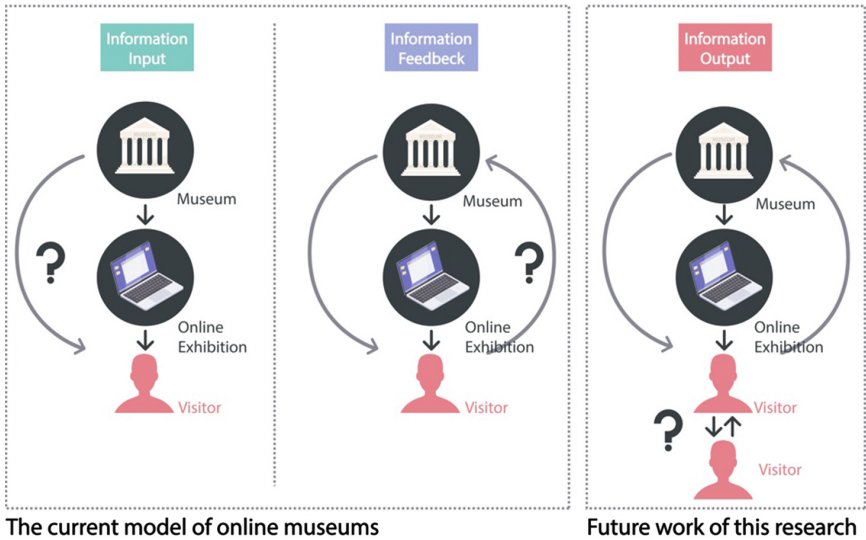 Information
Input
Museum
?
Online
Exhibition
Visitor
Information
Feedbeck
Museum
?
Online
Exhibition
Visitor
The current model of online museums
Information
Output
Museum
Online
Exhibition
Visitor
?
Visitor
Future work of this research